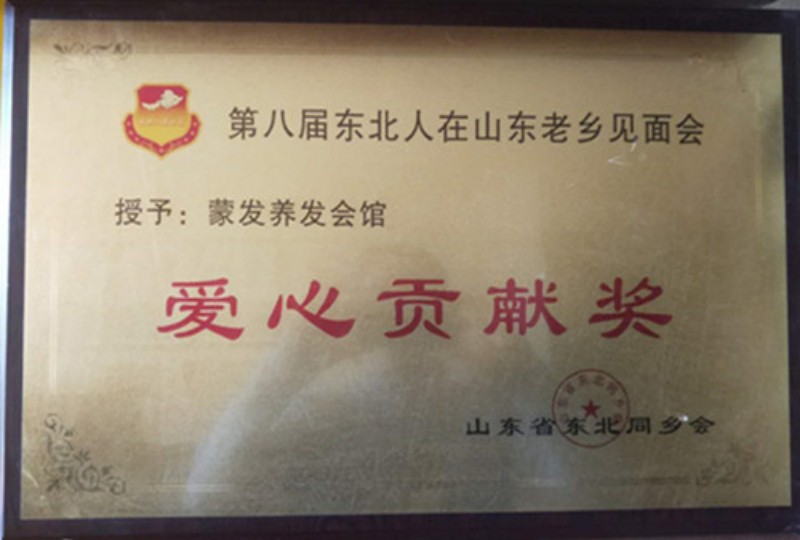 第八届东北人在山东老乡见面会
授予：蒙发养发会馆
爱心贡献奖
山东省东北同乡会